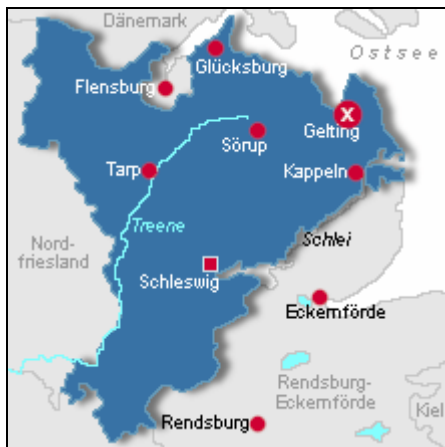 Dänemark
Ostsee
Glücksburg
Flensburg
X
Gelting
Sörup
Tarp
Kappeln
Treene
Schlei
Nord-
friesland
Schleswig
Eckernförde
Rendsburg-
Eckernförde
Kiel
Rendsburg